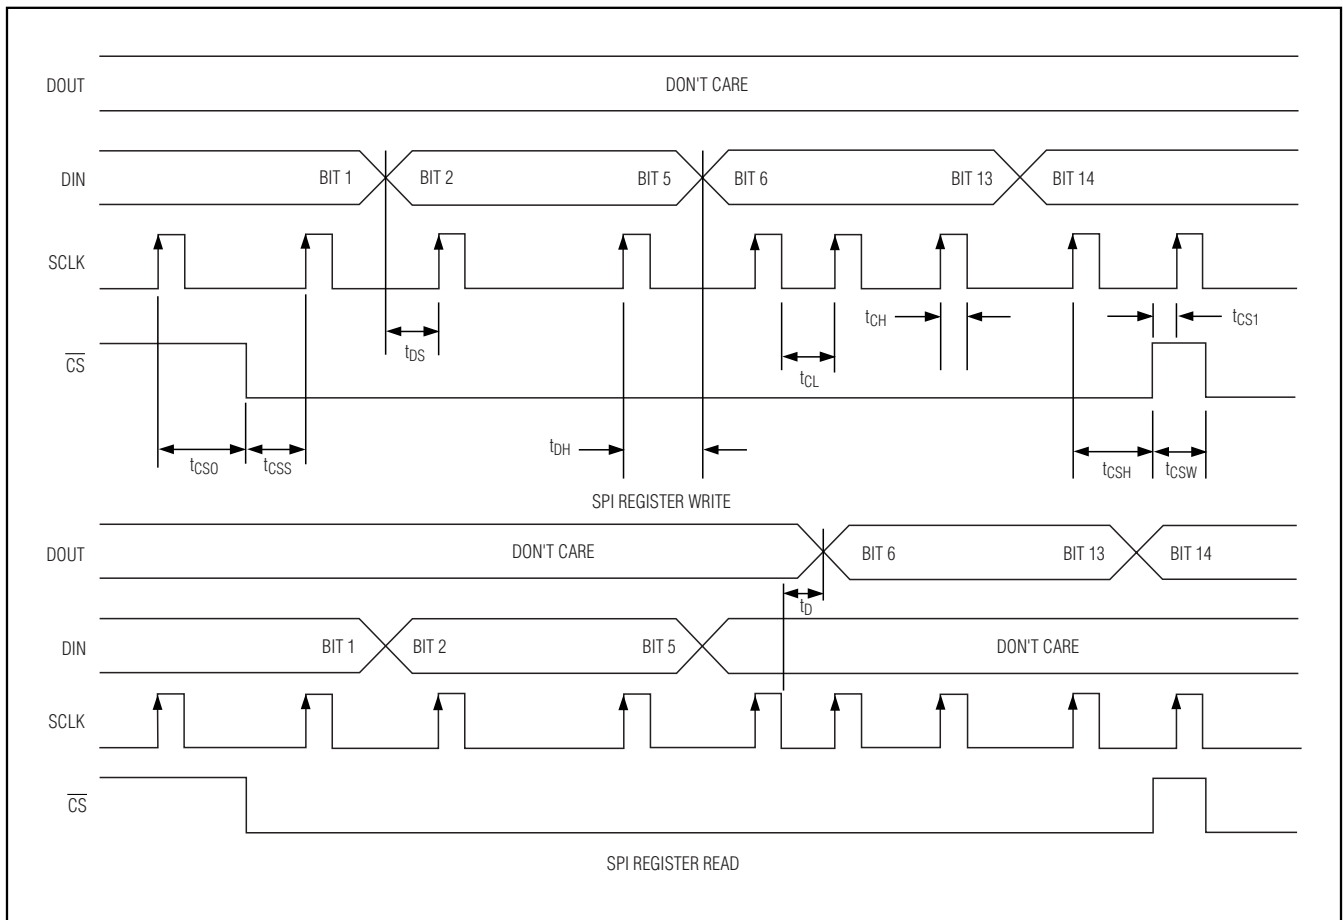 DOUT DON'T CARE
DIN BIT 1 BIT 2 BIT 5 BIT 6 BIT 13 BIT 14
SCLK
tCH tCS1
CS tDS tCL
tCSO tCSS tDH tCSH tCSW
SPI REGISTER WRITE
DOUT DON'T CARE BIT 6 BIT 13 BIT 14
tD
DIN BIT 1 BIT 2 BIT 5 DON'T CARE
SCLK
CS
SPI REGISTER READ